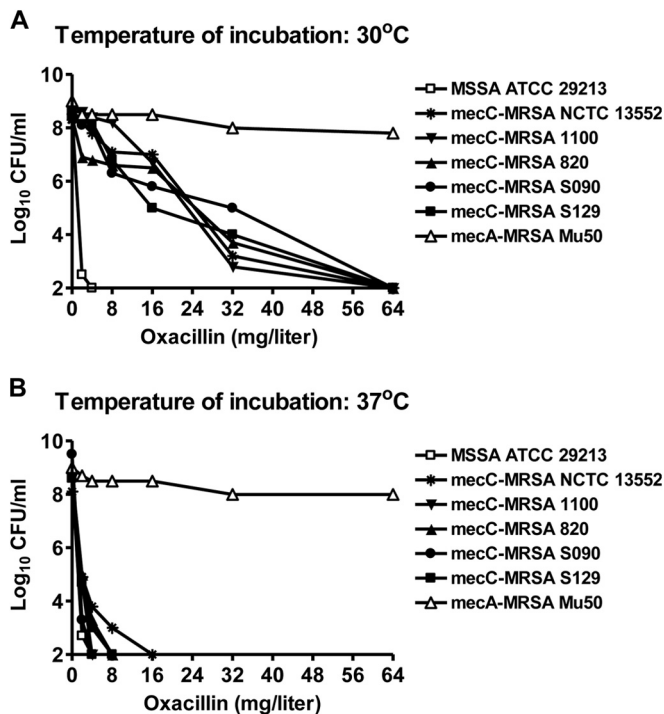 A
Temperature of incubation: 30°C
10
8
6
4
2
Log10 CFU/ml
0 8 16 24 32 40 48 56 64
Oxacillin (mg/liter)
MSSA ATCC 29213
mecC-MRSA NCTC 13552
mecC-MRSA 1100
mecC-MRSA 820
mecC-MRSA S090
mecC-MRSA S129
mecA-MRSA Mu50
B
Temperature of incubation: 37°C
10
8
6
4
2
Log10 CFU/ml
0 8 16 24 32 40 48 56 64
Oxacillin (mg/liter)
MSSA ATCC 29213
mecC-MRSA NCTC 13552
mecC-MRSA 1100
mecC-MRSA 820
mecC-MRSA S090
mecC-MRSA S129
mecA-MRSA Mu50